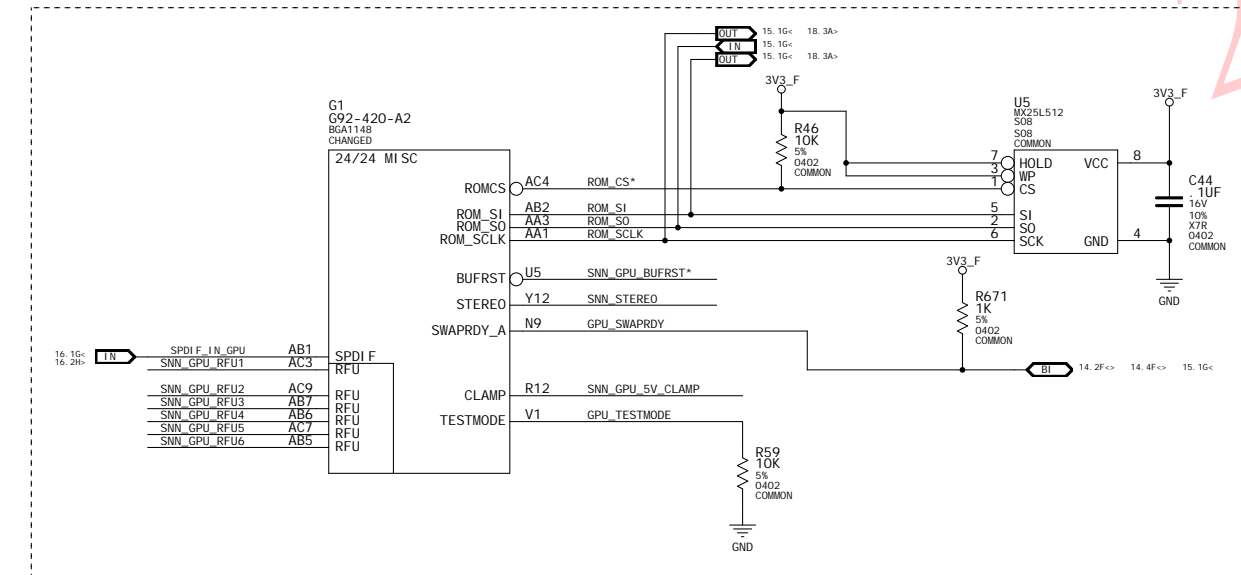 OUT 15.1G< 18.3A>
IN 15.1G<
OUT 15.1G< 18.3A>
3V3_F
3V3_F
G1
G92-420-A2
BGA1148
CHANGED
24/24 MISC
R46
10K
5%
0402
COMMON
U5
MX25L512
SO8
SO8
COMMON
7 HOLD VCC 8
3 WP
1 CS
5 SI
2 SO
6 SCK GND 4
C44
.1UF
16V
10%
X7R
0402
COMMON
GND
ROMCS AC4 ROM_CS*
ROM_SI AB2 ROM_SI
ROM_SO AA3 ROM_SO
ROM_SCLK AA1 ROM_SCLK
BUFRST U5 SNN_GPU_BUFRST*
STEREO Y12 SNN_STEREO
SWAPRDY_A N9 GPU_SWAPRDY
3V3_F
R671
1K
5%
0402
COMMON
BI 14.2F<> 14.4F<> 15.1G<
16.1G<
16.2H>
IN SPDIF_IN_GPU AB1 SPDIF
SNN_GPU_RFU1 AC3 RFU
SNN_GPU_RFU2 AC9 RFU
SNN_GPU_RFU3 AB7 RFU
SNN_GPU_RFU4 AB6 RFU
SNN_GPU_RFU5 AC7 RFU
SNN_GPU_RFU6 AB5 RFU
CLAMP R12 SNN_GPU_5V_CLAMP
TESTMODE V1 GPU_TESTMODE
R59
10K
5%
0402
COMMON
GND